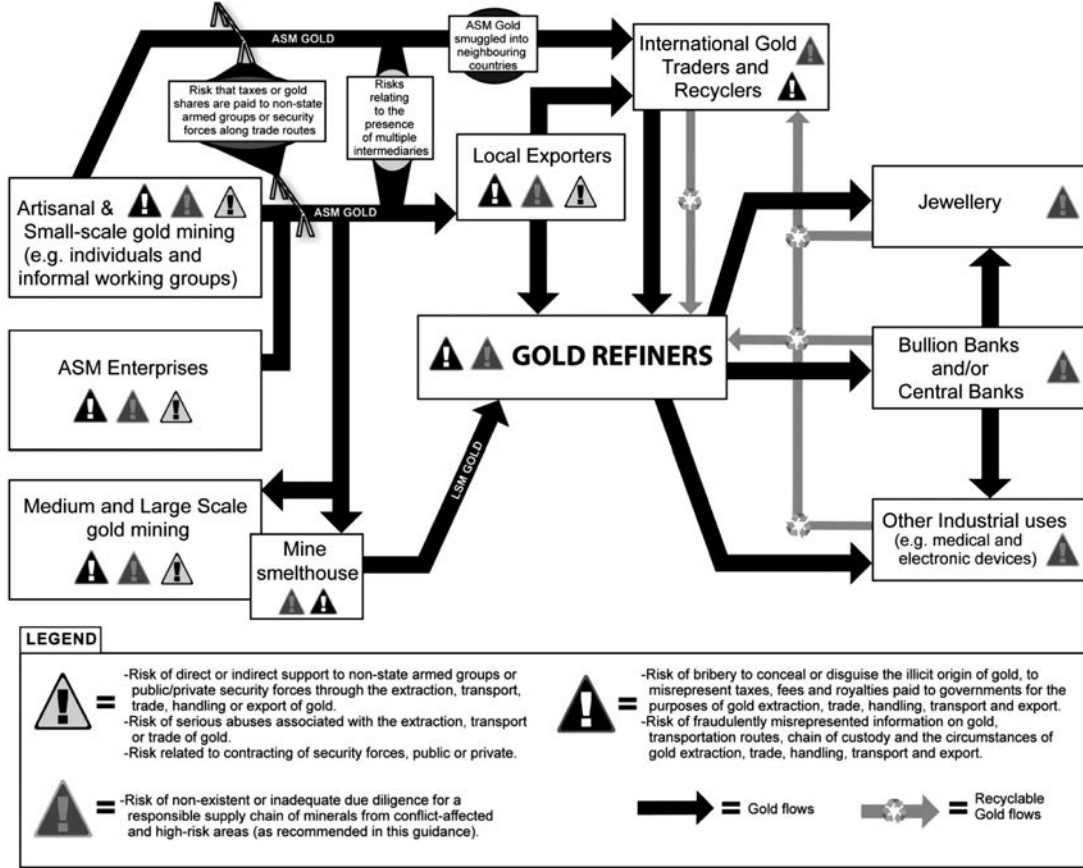 ASM GOLD
ASM Gold
smuggled into
neighbouring
countries
International Gold
Traders and
Recyclers
Risk that taxes or gold
shares are paid to non-state
armed groups or security
forces along trade routes
Risks
relating
to the
presence
of multiple
intermediaries
Local Exporters
Artisanal &
Small-scale gold mining
(e.g. individuals and
informal working groups)
ASM GOLD
Jewellery
ASM Enterprises
GOLD REFINERS
Bullion Banks
and/or
Central Banks
Medium and Large Scale
gold mining
LSM GOLD
Mine
smelthouse
Other Industrial uses
(e.g. medical and
electronic devices)
LEGEND
=
-Risk of direct or indirect support to non-state armed groups or
public/private security forces through the extraction, transport,
trade, handling or export of gold.
-Risk of serious abuses associated with the extraction, transport
or trade of gold.
-Risk related to contracting of security forces, public or private.
=
-Risk of bribery to conceal or disguise the illicit origin of gold, to
misrepresent taxes, fees and royalties paid to governments for the
purposes of gold extraction, trade, handling, transport and export.
-Risk of fraudulently misrepresented information on gold,
transportation routes, chain of custody and the circumstances of
gold extraction, trade, handling, transport and export.
=
-Risk of non-existent or inadequate due diligence for a
responsible supply chain of minerals from conflict-affected
and high-risk areas (as recommended in this guidance).
= Gold flows
= Recyclable
Gold flows